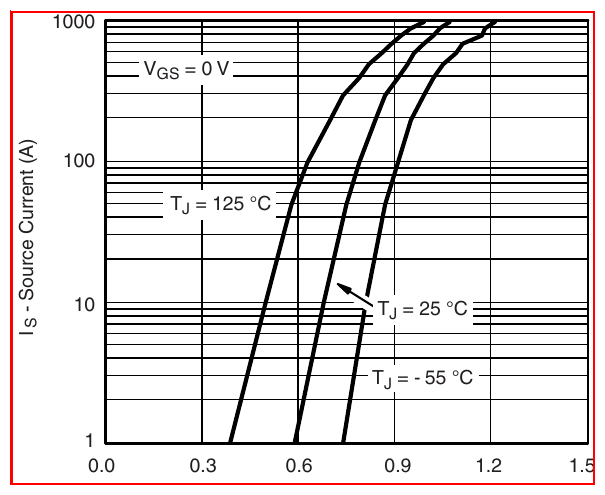 1000
V_GS = 0 V
100
T_J = 125 °C
I_S - Source Current (A)
10
T_J = 25 °C
T_J = - 55 °C
1
0.0 0.3 0.6 0.9 1.2 1.5